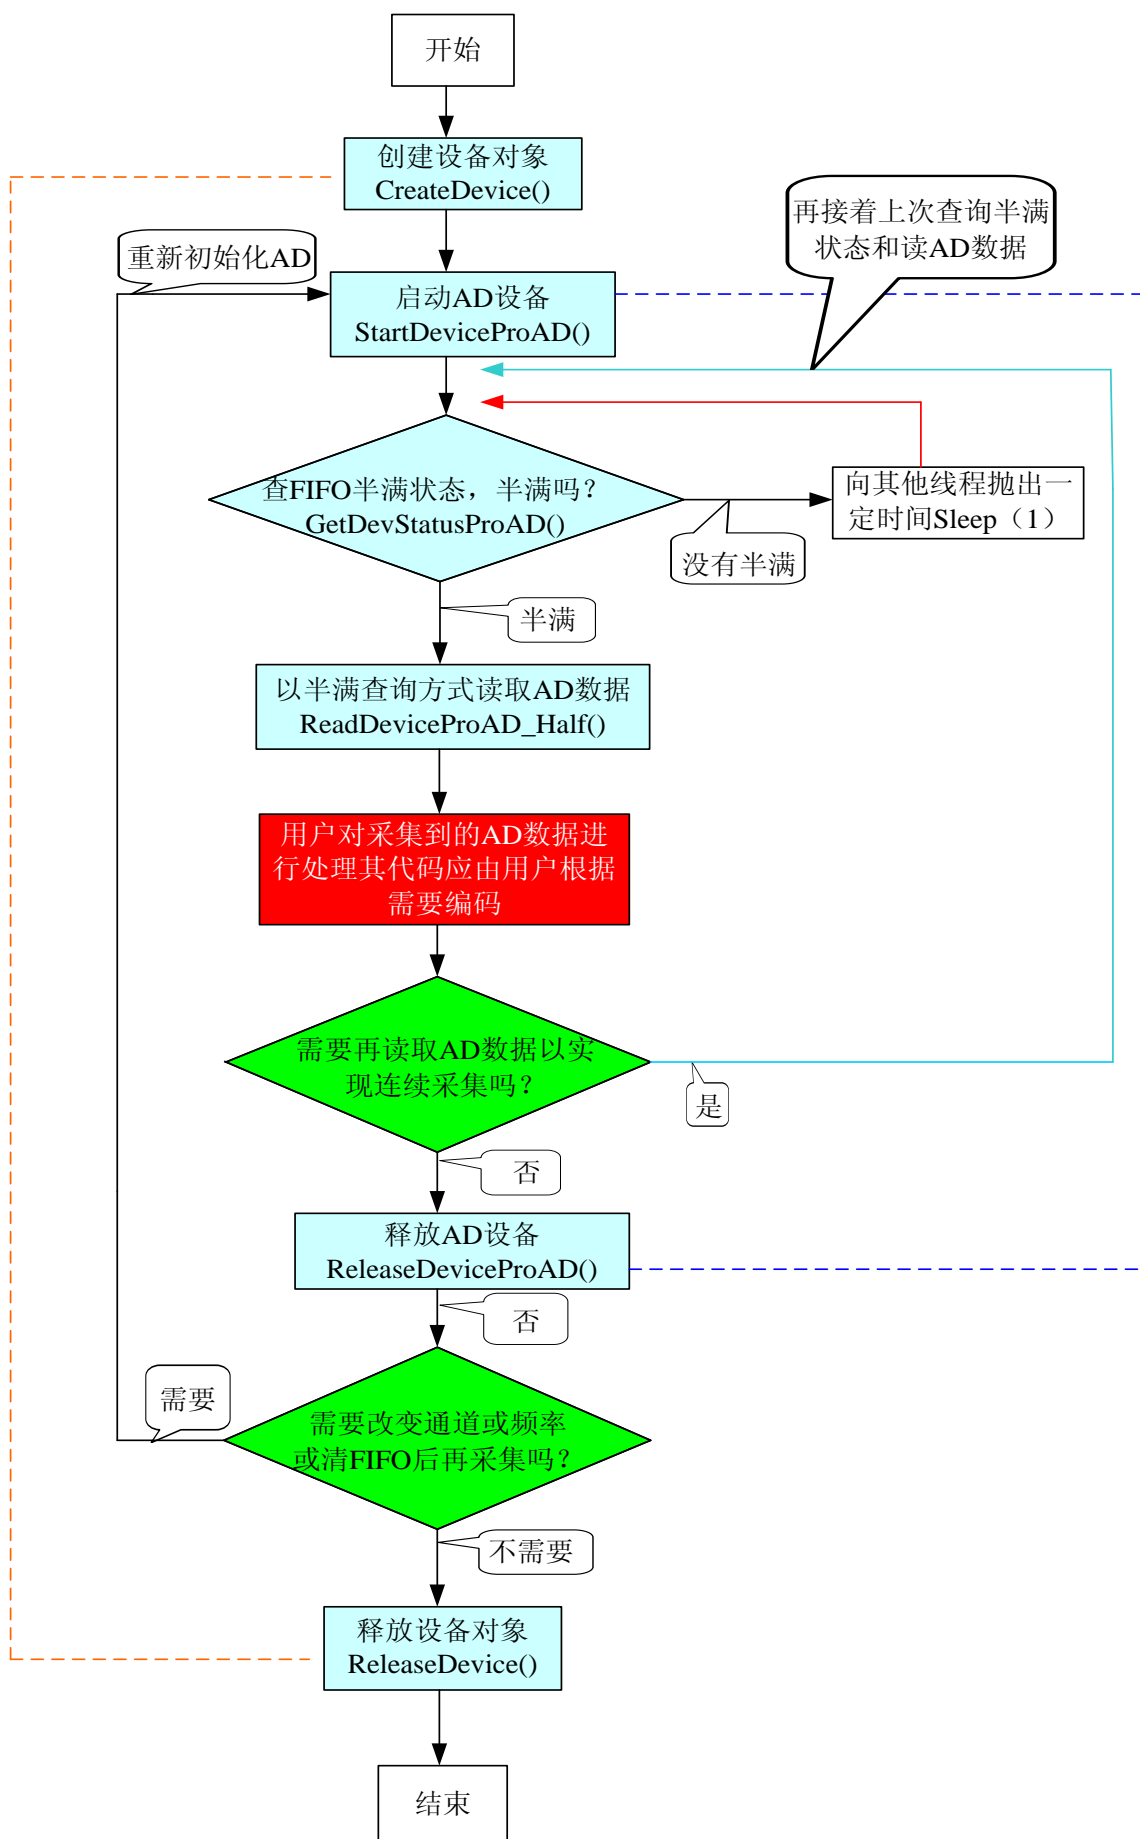 开始
创建设备对象
CreateDevice()
再接着上次查询半满
状态和读AD数据
重新初始化AD
启动AD设备
StartDeviceProAD()
查FIFO半满状态，半满吗？
GetDevStatusProAD()
向其他线程抛出一
定时间Sleep（1）
没有半满
半满
以半满查询方式读取AD数据
ReadDeviceProAD_Half()
用户对采集到的AD数据进
行处理其代码应由用户根据
需要编码
需要再读取AD数据以实
现连续采集吗？
是
否
释放AD设备
ReleaseDeviceProAD()
否
需要
需要改变通道或频率
或清FIFO后再采集吗？
不需要
释放设备对象
ReleaseDevice()
结束